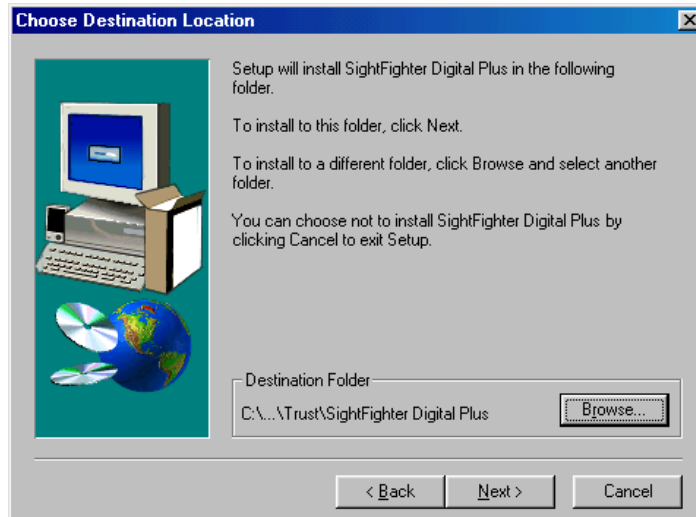 Choose Destination Location
Setup will install SightFighter Digital Plus in the following
folder.
To install to this folder, click Next.
To install to a different folder, click Browse and select another
folder.
You can choose not to install SightFighter Digital Plus by
clicking Cancel to exit Setup.
Destination Folder
C:\...\Trust\SightFighter Digital Plus
Browse...
< Back
Next >
Cancel